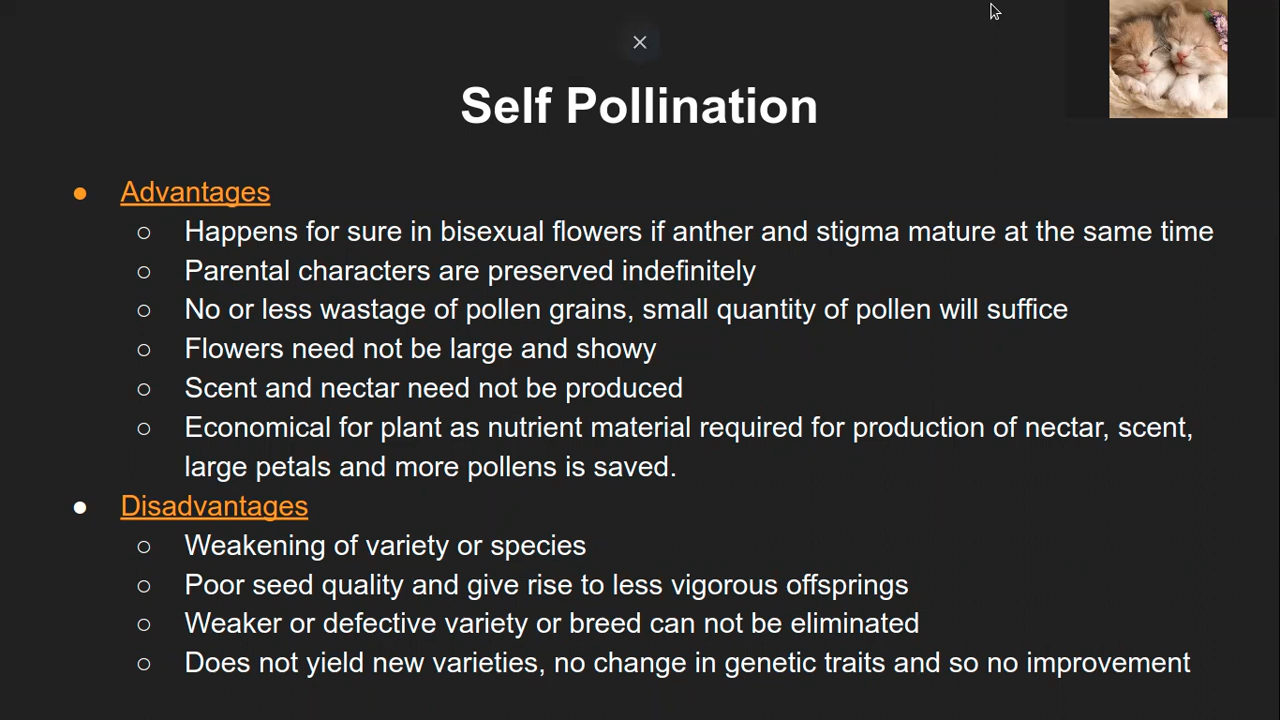 Self Pollination
● Advantages
○ Happens for sure in bisexual flowers if anther and stigma mature at the same time
○ Parental characters are preserved indefinitely
○ No or less wastage of pollen grains, small quantity of pollen will suffice
○ Flowers need not be large and showy
○ Scent and nectar need not be produced
○ Economical for plant as nutrient material required for production of nectar, scent,
large petals and more pollens is saved.
● Disadvantages
○ Weakening of variety or species
○ Poor seed quality and give rise to less vigorous offsprings
○ Weaker or defective variety or breed can not be eliminated
○ Does not yield new varieties, no change in genetic traits and so no improvement